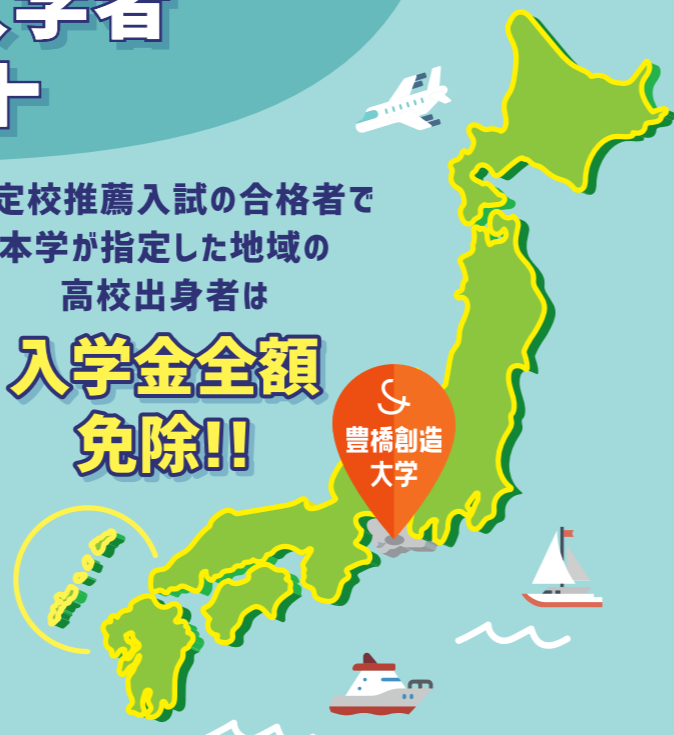 学者
定校推薦入試の合格者で
本学が指定した地域の
高校出身者は
入学金全額
免除!!
豊橋創造
大学